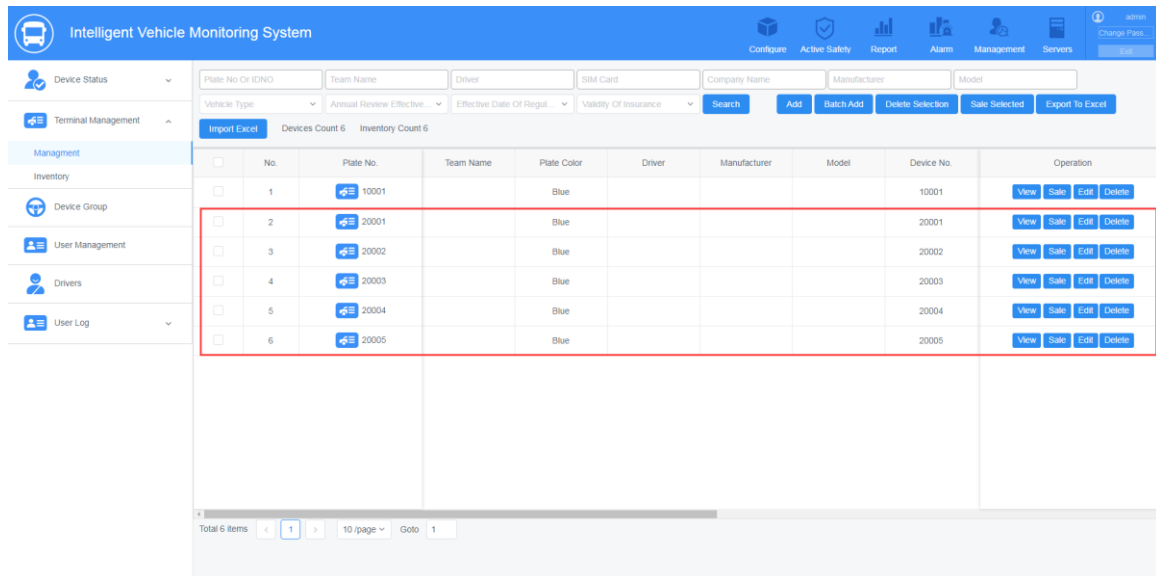 Intelligent Vehicle Monitoring System
Configure Active Safety Report Alarm Management Servers
admin
Change Pass...
Exit
Device Status
Terminal Management
Managment
Inventory
Device Group
User Management
Drivers
User Log
Plate No Or IDNO Team Name Driver SIM Card Company Name Manufacturer Model
Vehicle Type Annual Review Effective... Effective Date Of Regul... Validity Of Insurance Search Add Batch Add Delete Selection Sale Selected Export To Excel
Import Excel Devices Count 6 Inventory Count 6
No. Plate No. Team Name Plate Color Driver Manufacturer Model Device No. Operation
1 10001 Blue 10001 View Sale Edit Delete
2 20001 Blue 20001 View Sale Edit Delete
3 20002 Blue 20002 View Sale Edit Delete
4 20003 Blue 20003 View Sale Edit Delete
5 20004 Blue 20004 View Sale Edit Delete
6 20005 Blue 20005 View Sale Edit Delete
Total 6 items < 1 > 10 /page Goto 1